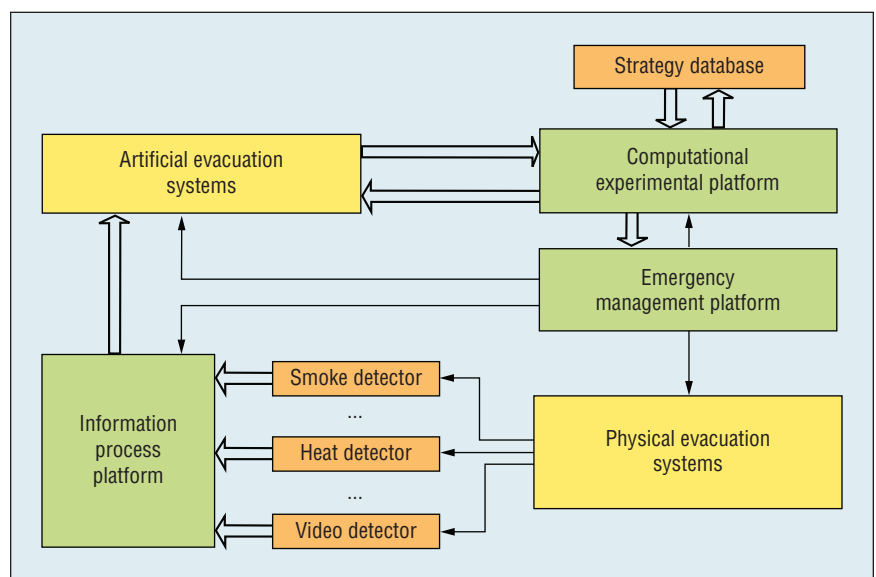 Strategy database
Artificial evacuation
systems
Computational
experimental platform
Emergency
management platform
Information
process
platform
Smoke detector
...
Heat detector
...
Video detector
Physical evacuation
systems